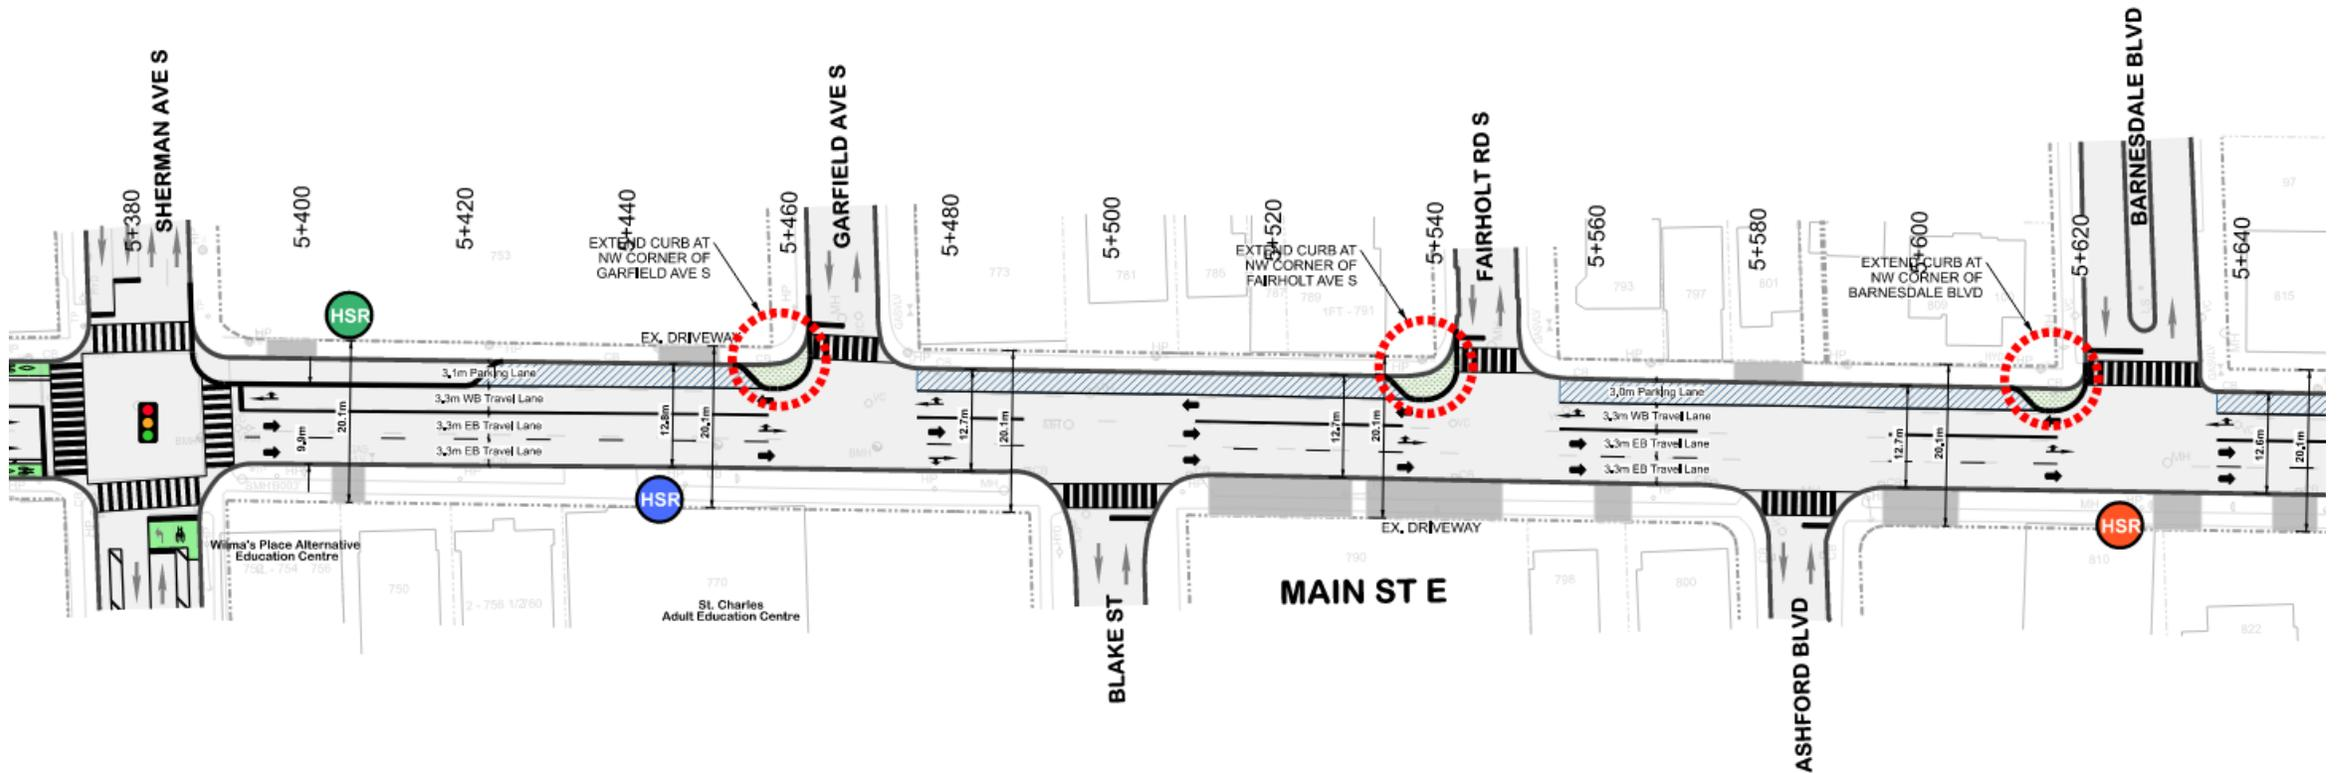 SHERMAN AVE S
GARFIELD AVE S
FAIRHOLT RD S
BARNESDALE BLVD
5+380
5+400
5+420
5+440
5+460
5+480
5+500
5+520
5+540
5+560
5+580
5+600
5+620
5+640
EXTEND CURB AT
NW CORNER OF
GARFIELD AVE S
EXTEND CURB AT
NW CORNER OF
FAIRHOLT AVE S
EXTEND CURB AT
NW CORNER OF
BARNESDALE BLVD
753
773
781
785
787
789
1FT - 791
793
797
801
809
97
815
HSR
EX. DRIVEWAY
3.1m Parking Lane
3.3m WB Travel Lane
3.3m EB Travel Lane
3.3m EB Travel Lane
9.9m
20.1m
12.8m
20.1m
12.7m
20.1m
12.7m
20.1m
3.0m Parking Lane
3.3m WB Travel Lane
3.3m EB Travel Lane
3.3m EB Travel Lane
12.7m
20.1m
12.6m
20.1m
HSR
HSR
EX. DRIVEWAY
Wilma's Place Alternative
Education Centre
750
770
St. Charles
Adult Education Centre
790
798
800
810
822
MAIN ST E
BLAKE ST
ASHFORD BLVD